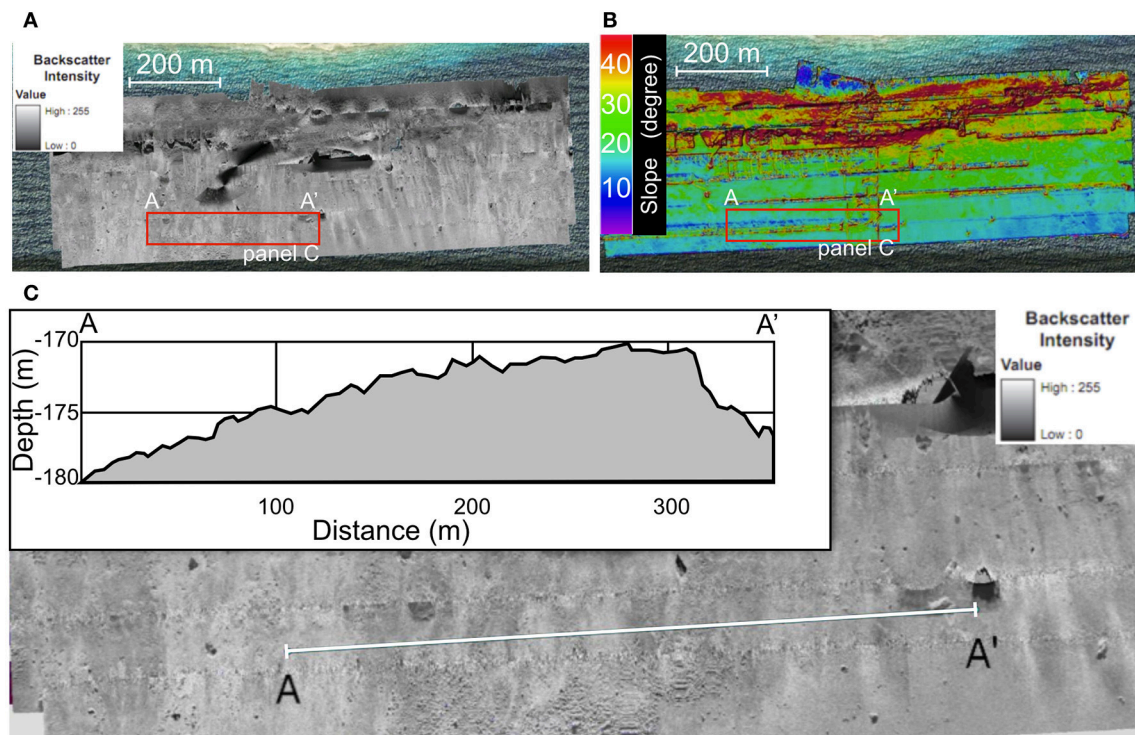 A
Backscatter
Intensity
Value
High : 255
Low : 0
200 m
A A'
panel C
B
40
30
20
10
Slope (degree)
200 m
A A'
panel C
C
A A'
-170
-175
-180
Depth (m)
100 200 300
Distance (m)
Backscatter
Intensity
Value
High : 255
Low : 0
A A'